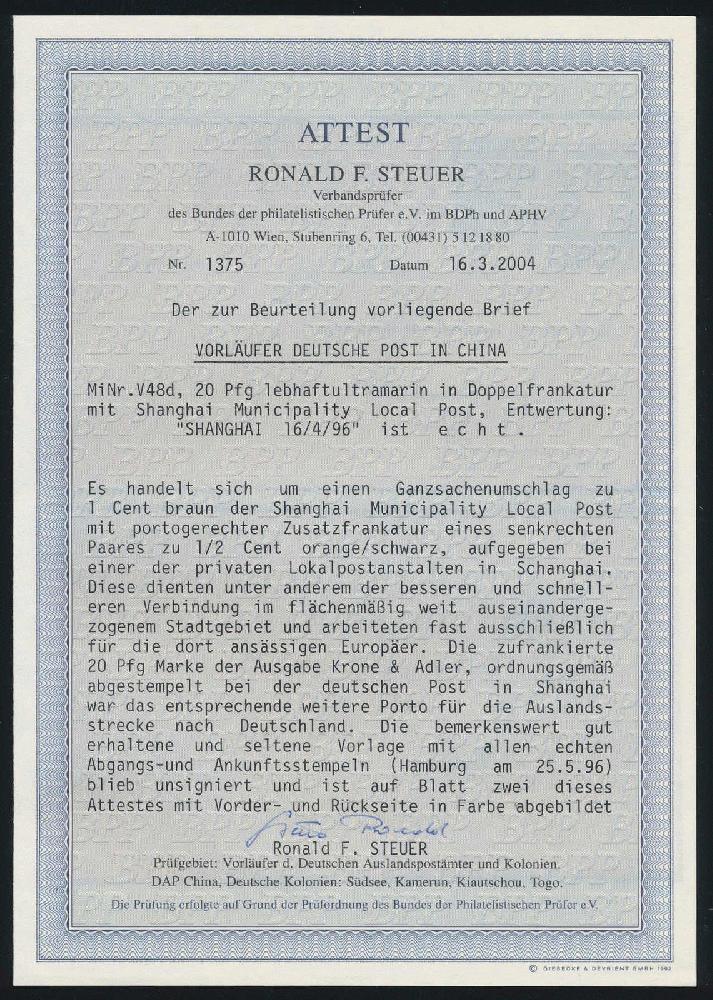 ATTEST
RONALD F. STEUER
Verbandsprüfer
des Bundes der philatelistischen Prüfer e.V. im BDPh und APHV
A-1010 Wien, Stubenring 6, Tel. (00431) 5 12 18 80
Nr. 1375 Datum 16.3.2004
Der zur Beurteilung vorliegende Brief
VORLÄUFER DEUTSCHE POST IN CHINA
MiNr.V48d, 20 Pfg lebhaftultramarin in Doppelfrankatur
mit Shanghai Municipality Local Post, Entwertung:
"SHANGHAI 16/4/96" ist e c h t .
Es handelt sich um einen Ganzsachenumschlag zu
1 Cent braun der Shanghai Municipality Local Post
mit portogerechter Zusatzfrankatur eines senkrechten
Paares zu 1/2 Cent orange/schwarz, aufgegeben bei
einer der privaten Lokalpostanstalten in Schanghai.
Diese dienten unter anderem der besseren und schnell-
eren Verbindung im flächenmäßig weit auseinanderge-
zogenem Stadtgebiet und arbeiteten fast ausschließlich
für die dort ansässigen Europäer. Die zufrankierte
20 Pfg Marke der Ausgabe Krone & Adler, ordnungsgemäß
abgestempelt bei der deutschen Post in Shanghai
war das entsprechende weitere Porto für die Auslands-
strecke nach Deutschland. Die bemerkenswert gut
erhaltene und seltene Vorlage mit allen echten
Abgangs-und Ankunftsstempeln (Hamburg am 25.5.96)
blieb unsigniert und ist auf Blatt zwei dieses
Attestes mit Vorder- und Rückseite in Farbe abgebildet
Ronald F. STEUER
Prüfgebiet: Vorläufer d. Deutschen Auslandspostämter und Kolonien.
DAP China, Deutsche Kolonien: Südsee, Kamerun, Kiautschou, Togo.
Die Prüfung erfolgte auf Grund der Prüfordnung des Bundes der Philatelistischen Prüfer e.V.
© GIESECKE & DEVRIENT GMBH